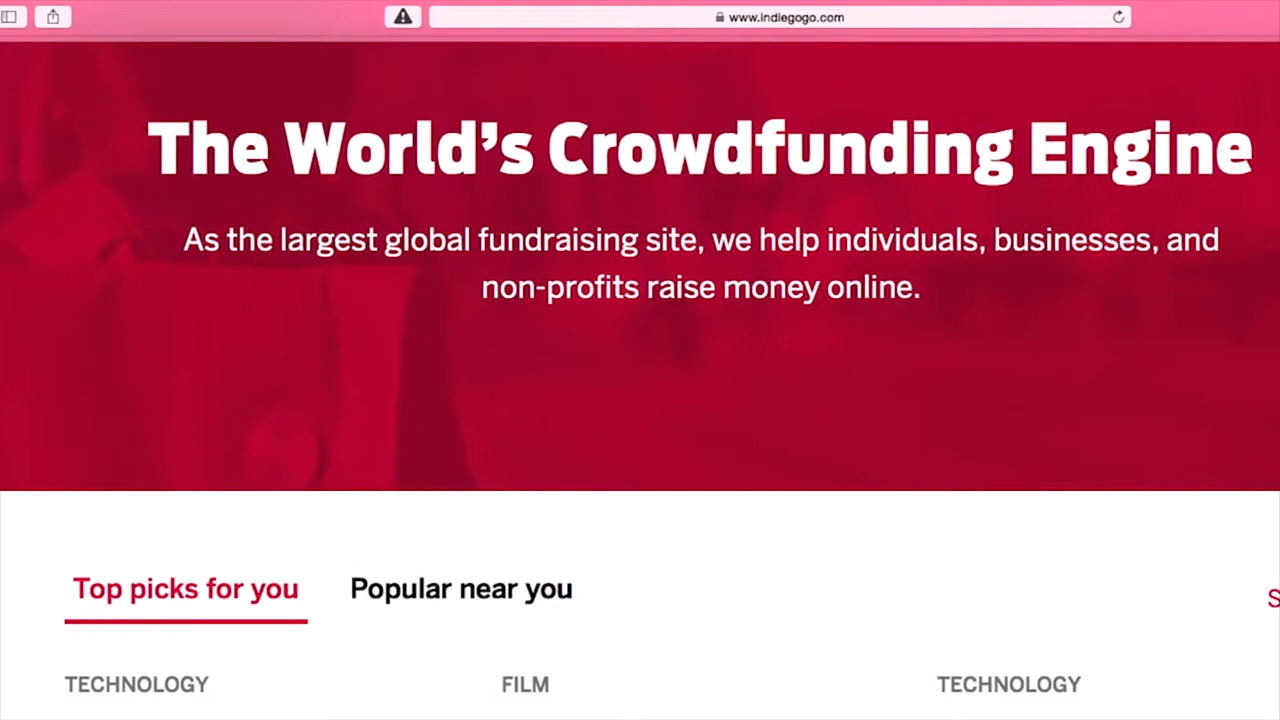 www.indiegogo.com
The World's Crowdfunding Engine
As the largest global fundraising site, we help individuals, businesses, and
non-profits raise money online.
Top picks for you
Popular near you
S
TECHNOLOGY
FILM
TECHNOLOGY